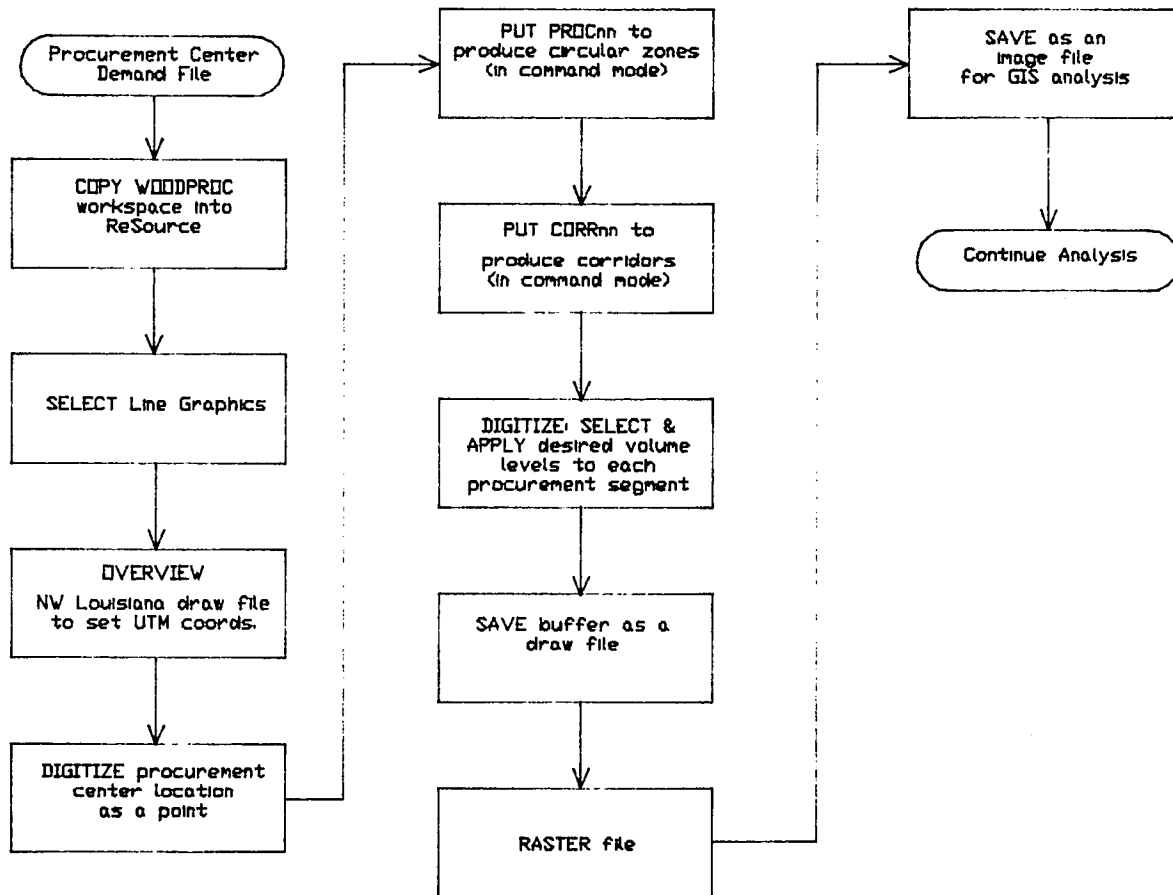 Procurement Center
Demand File
COPY WOODPROC
workspace into
ReSource
SELECT Line Graphics
OVERVIEW
NW Louisiana draw file
to set UTM coords.
DIGITIZE procurement
center location
as a point
PUT PROCnn to
produce circular zones
(in command mode)
PUT CORRnn to
produce corridors
(in command mode)
DIGITIZE: SELECT &
APPLY desired volume
levels to each
procurement segment
SAVE buffer as a
draw file
RASTER file
SAVE as an
image file
for GIS analysis
Continue Analysis